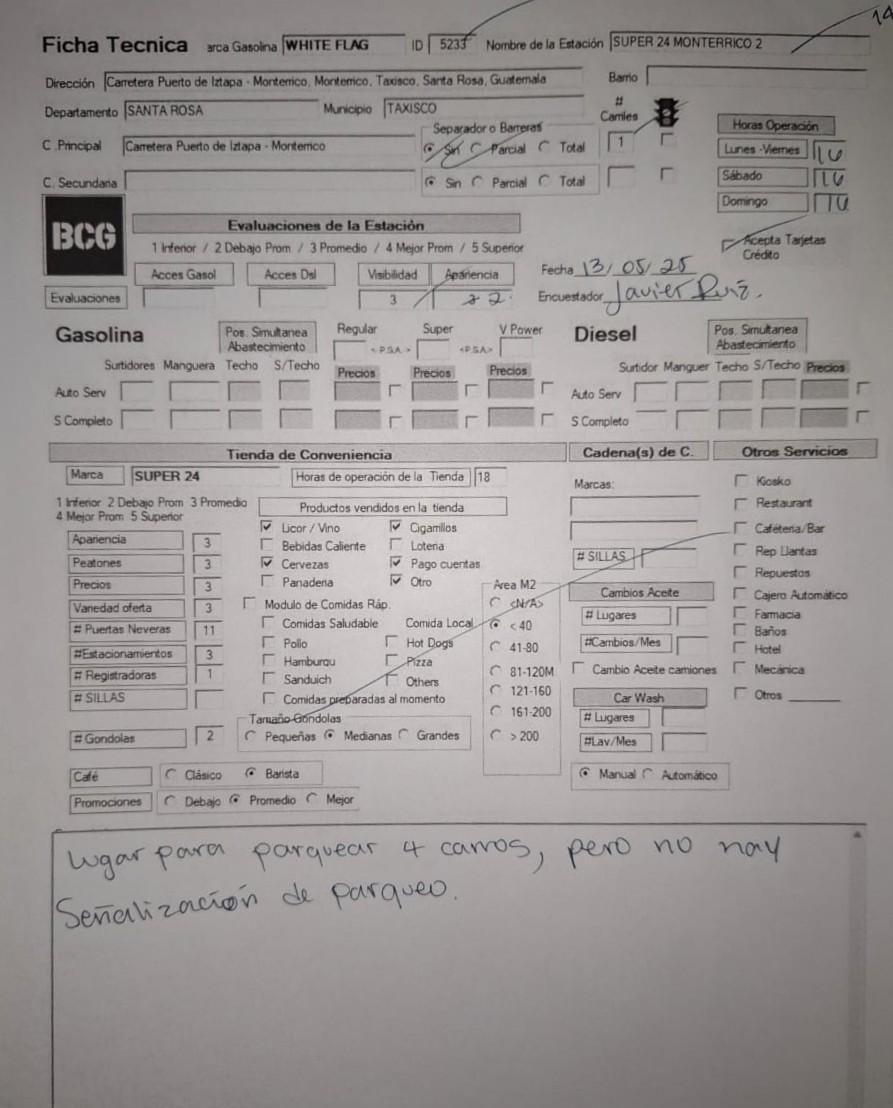 14
Ficha Tecnica arca Gasolina WHITE FLAG ID 5233 Nombre de la Estación SUPER 24 MONTERRICO 2
Dirección Carretera Puerto de Iztapa - Monterrico, Monterrico, Taxisco, Santa Rosa, Guatemala Barrio
Departamento SANTA ROSA Municipio TAXISCO # Carriles
C .Principal Carretera Puerto de Iztapa - Monterrico Separador o Barreras Sin Parcial Total 1
C. Secundaria Sin Parcial Total
Horas Operación
Lunes -Viernes 16
Sábado 16
Domingo 16
BCG
Evaluaciones de la Estación
1 Inferior / 2 Debajo Prom / 3 Promedio / 4 Mejor Prom / 5 Superior
Acepta Tarjetas Crédito
Acces Gasol Acces Dsl Visibilidad Apariencia
Evaluaciones 3 2
Fecha 13/05/25
Encuestador Javier Ruiz.
Gasolina Pos. Simultanea Abastecimiento Regular <P.S.A.> Super <P.S.A> V Power
Surtidores Manguera Techo S/Techo Precios Precios Precios
Auto Serv
S Completo
Diesel Pos. Simultanea Abastecimiento
Surtidor Manguer Techo S/Techo Precios
Auto Serv
S Completo
Tienda de Conveniencia
Marca SUPER 24 Horas de operación de la Tienda 18
1 Inferior 2 Debajo Prom 3 Promedio
4 Mejor Prom 5 Superior
Apariencia 3
Peatones 3
Precios 3
Variedad oferta 3
# Puertas Neveras 11
#Estacionamientos 3
# Registradoras 1
# SILLAS
# Gondolas 2
Productos vendidos en la tienda
Licor / Vino Cigarrillos
Bebidas Caliente Loteria
Cervezas Pago cuentas
Panaderia Otro
Modulo de Comidas Ráp.
Comidas Saludable Comida Local
Pollo Hot Dogs
Hamburqu Pizza
Sanduich Others
Comidas preparadas al momento
Tamaño Gondolas
Pequeñas Medianas Grandes
Area M2
<N/A>
< 40
41-80
81-120M
121-160
161-200
> 200
Café Clásico Barista
Promociones Debajo Promedio Mejor
Cadena(s) de C.
Marcas:
# SILLAS
Cambios Aceite
# Lugares
#Cambios/Mes
Cambio Aceite camiones
Car Wash
# Lugares
#Lav/Mes
Manual Automático
Otros Servicios
Kiosko
Restaurant
Cafeteria/Bar
Rep Llantas
Repuestos
Cajero Automático
Farmacia
Baños
Hotel
Mecánica
Otros
Lugar para parquear 4 carros, pero no hay
Señalización de parqueo.